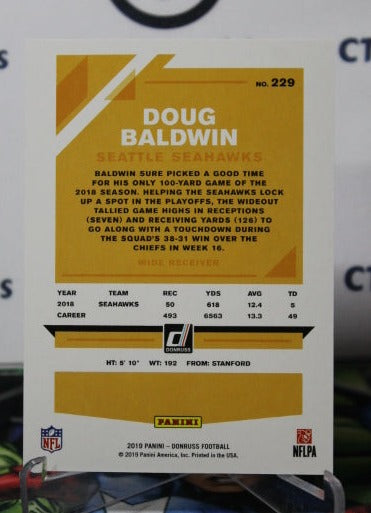 CT
NO. 229
DOUG
BALDWIN
SEATTLE SEAHAWKS
BALDWIN SURE PICKED A GOOD TIME
FOR HIS ONLY 100-YARD GAME OF THE
2018 SEASON. HELPING THE SEAHAWKS LOCK
UP A SPOT IN THE PLAYOFFS, THE WIDEOUT
TALLIED GAME HIGHS IN RECEPTIONS
(SEVEN) AND RECEIVING YARDS (126) TO
GO ALONG WITH A TOUCHDOWN DURING
THE SQUAD'S 38-31 WIN OVER THE
CHIEFS IN WEEK 16.
WIDE RECEIVER
YEAR TEAM REC YDS AVG TD
2018 SEAHAWKS 50 618 12.4 5
CAREER 493 6563 13.3 49
DONRUSS
HT: 5' 10" WT: 192 FROM: STANFORD
PANINI
NFL
2019 PANINI – DONRUSS FOOTBALL
© 2019 Panini America, Inc. Printed in the USA.
NFLPA